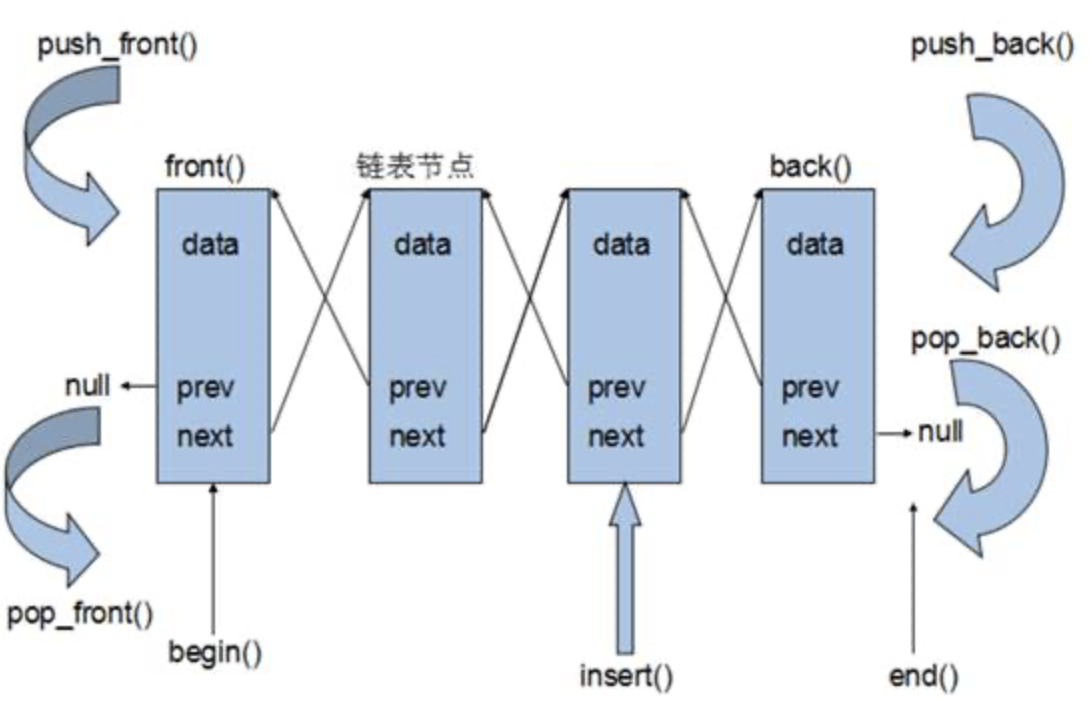 push_front()
push_back()
front()
链表节点
back()
data
data
data
data
pop_back()
null
prev
prev
prev
prev
next
next
next
next
null
pop_front()
begin()
insert()
end()